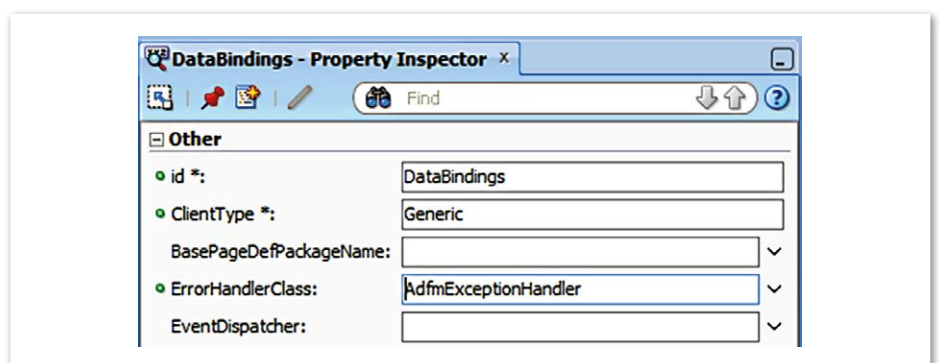 DataBindings - Property Inspector x
Find
Other
id *: DataBindings
ClientType *: Generic
BasePageDefPackageName:
ErrorHandlerClass: AdfmExceptionHandler
EventDispatcher: